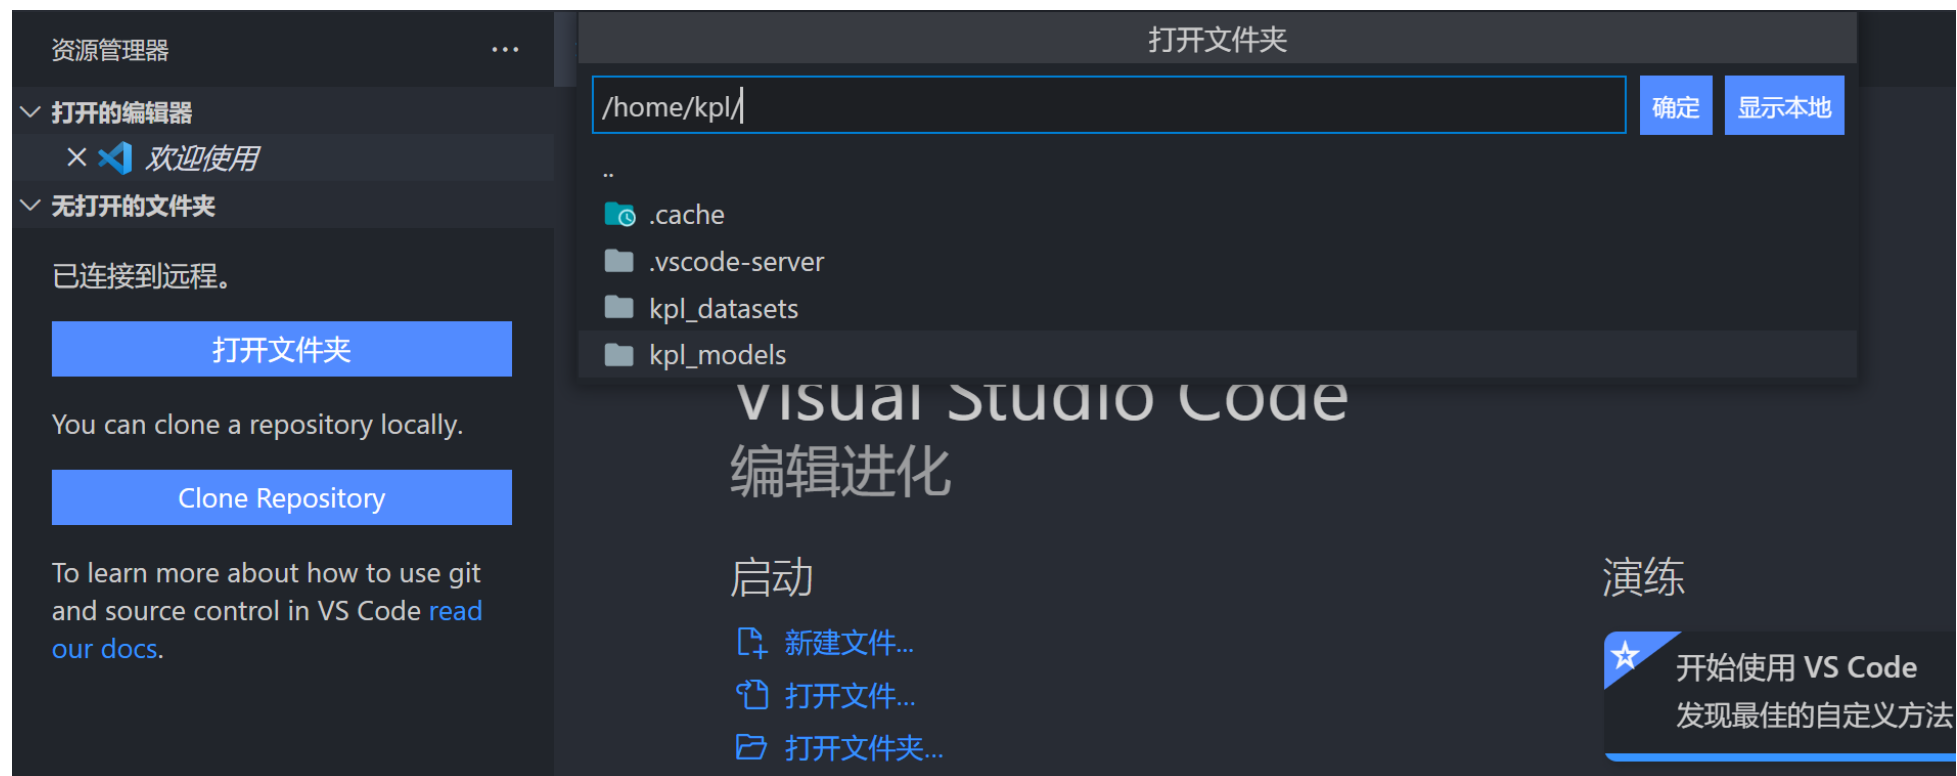 资源管理器
···
打开的编辑器
欢迎使用
无打开的文件夹
已连接到远程。
打开文件夹
You can clone a repository locally.
Clone Repository
To learn more about how to use git
and source control in VS Code read
our docs.
打开文件夹
/home/kpl/
确定
显示本地
..
.cache
.vscode-server
kpl_datasets
kpl_models
Visual Studio Code
编辑进化
启动
新建文件...
打开文件...
打开文件夹...
演练
开始使用 VS Code
发现最佳的自定义方法